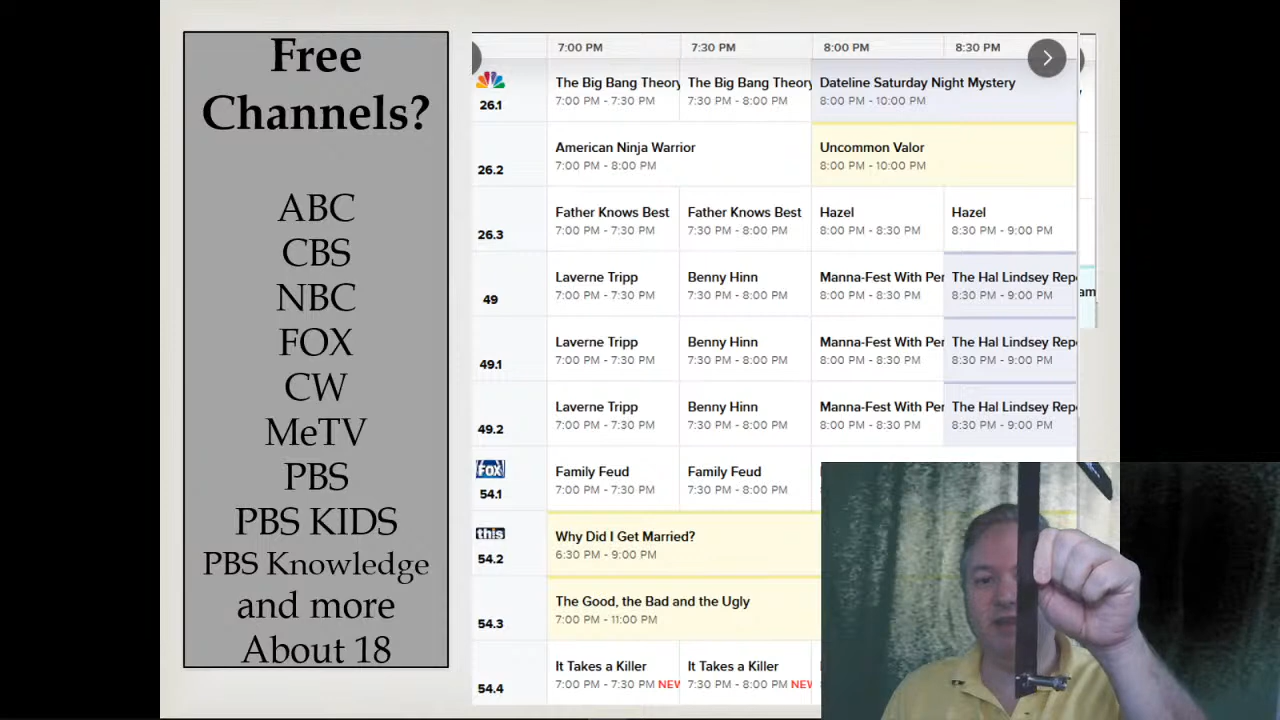 Free
Channels?
ABC
CBS
NBC
FOX
CW
MeTV
PBS
PBS KIDS
PBS Knowledge
and more
About 18
7:00 PM 7:30 PM 8:00 PM 8:30 PM
The Big Bang Theory The Big Bang Theory Dateline Saturday Night Mystery
26.1 7:00 PM - 7:30 PM 7:30 PM - 8:00 PM 8:00 PM - 10:00 PM
American Ninja Warrior Uncommon Valor
26.2 7:00 PM - 8:00 PM 8:00 PM - 10:00 PM
Father Knows Best Father Knows Best Hazel Hazel
26.3 7:00 PM - 7:30 PM 7:30 PM - 8:00 PM 8:00 PM - 8:30 PM 8:30 PM - 9:00 PM
Laverne Tripp Benny Hinn Manna-Fest With Per The Hal Lindsey Repo
49 7:00 PM - 7:30 PM 7:30 PM - 8:00 PM 8:00 PM - 8:30 PM 8:30 PM - 9:00 PM
am
Laverne Tripp Benny Hinn Manna-Fest With Per The Hal Lindsey Repo
49.1 7:00 PM - 7:30 PM 7:30 PM - 8:00 PM 8:00 PM - 8:30 PM 8:30 PM - 9:00 PM
Laverne Tripp Benny Hinn Manna-Fest With Per The Hal Lindsey Repo
49.2 7:00 PM - 7:30 PM 7:30 PM - 8:00 PM 8:00 PM - 8:30 PM 8:30 PM - 9:00 PM
FOX Family Feud Family Feud
54.1 7:00 PM - 7:30 PM 7:30 PM - 8:00 PM
this Why Did I Get Married?
54.2 6:30 PM - 9:00 PM
The Good, the Bad and the Ugly
54.3 7:00 PM - 11:00 PM
It Takes a Killer It Takes a Killer
54.4 7:00 PM - 7:30 PM NEW 7:30 PM - 8:00 PM NEW